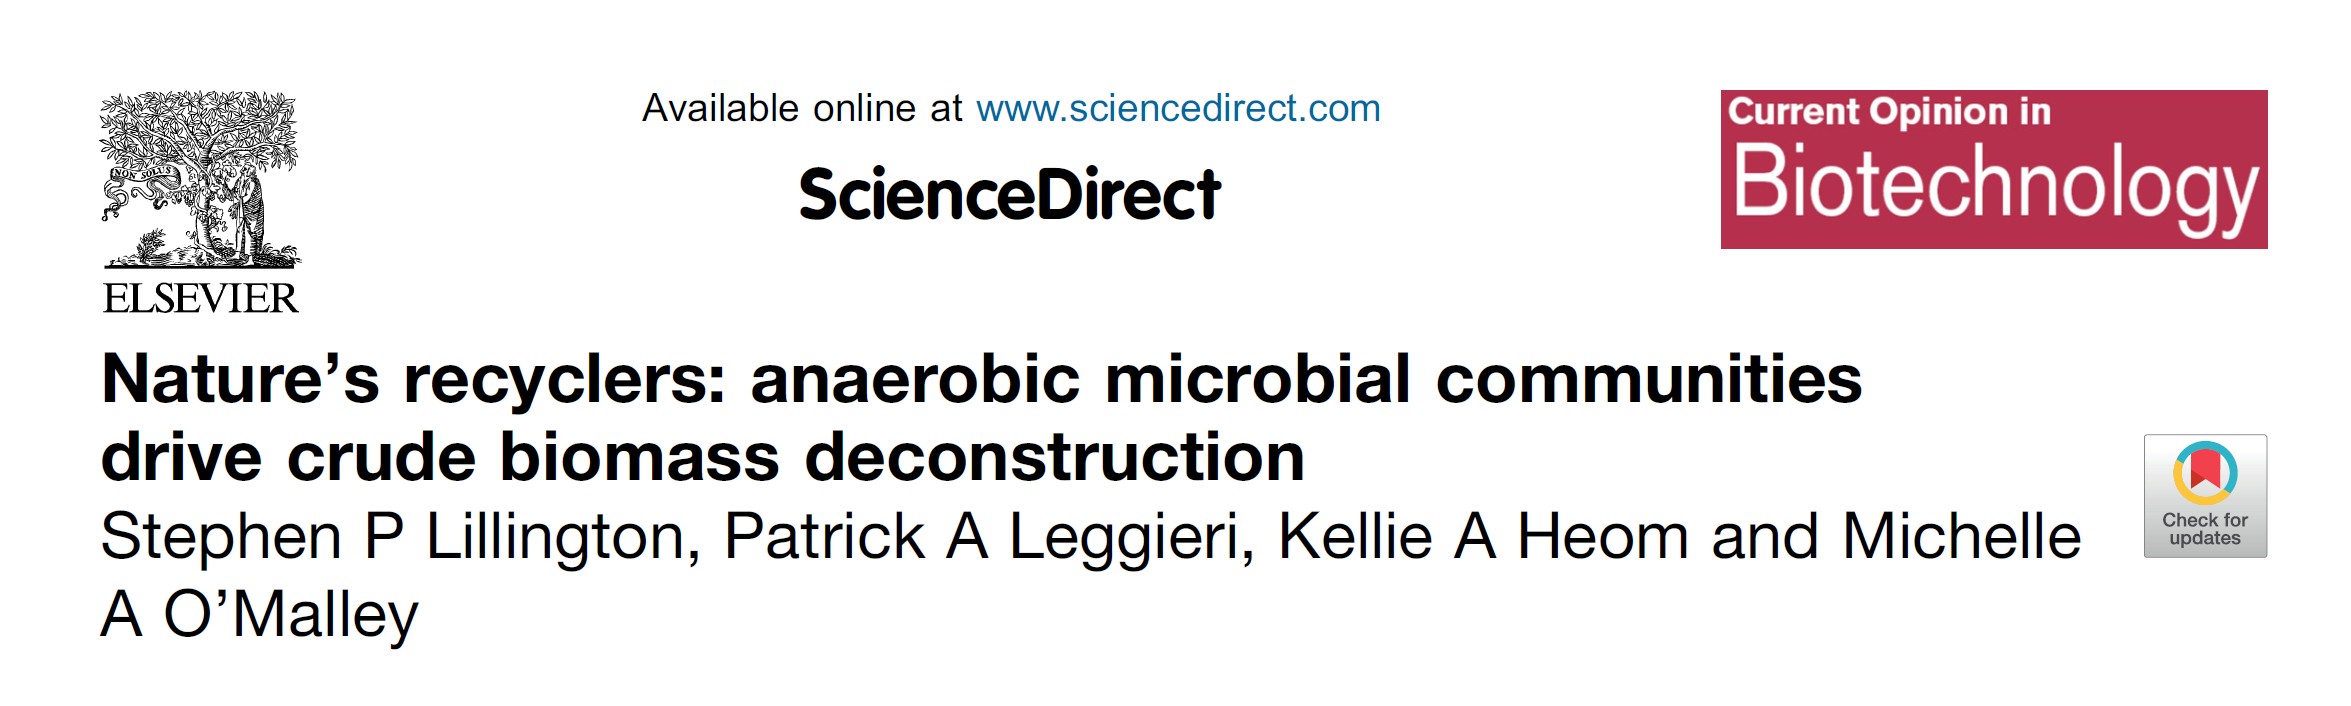 Available online at www.sciencedirect.com
ScienceDirect
Current Opinion in
Biotechnology
NON SOLUS
ELSEVIER
Nature’s recyclers: anaerobic microbial communities
drive crude biomass deconstruction
Stephen P Lillington, Patrick A Leggieri, Kellie A Heom and Michelle
A O’Malley
Check for
updates